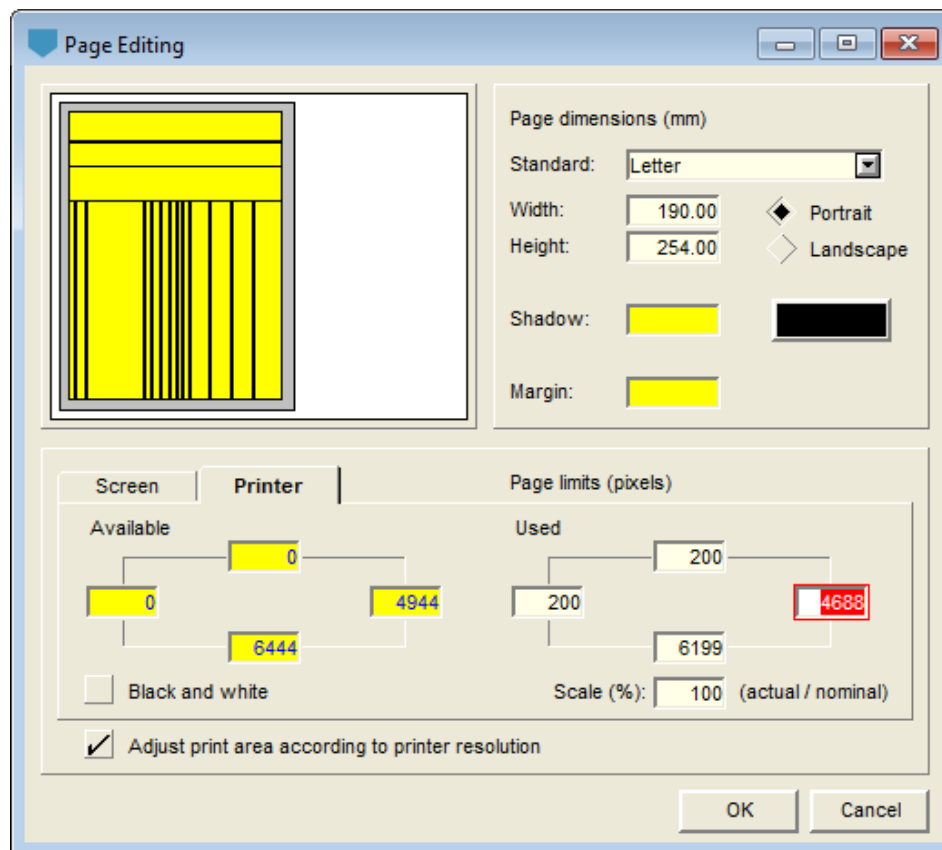 Page Editing
Page dimensions (mm)
Standard: Letter
Width: 190.00 Portrait
Height: 254.00 Landscape
Shadow:
Margin:
Screen Printer Page limits (pixels)
Available Used
0 200
0 4944 200 4688
6444 6199
Black and white Scale (%): 100 (actual / nominal)
Adjust print area according to printer resolution
OK Cancel